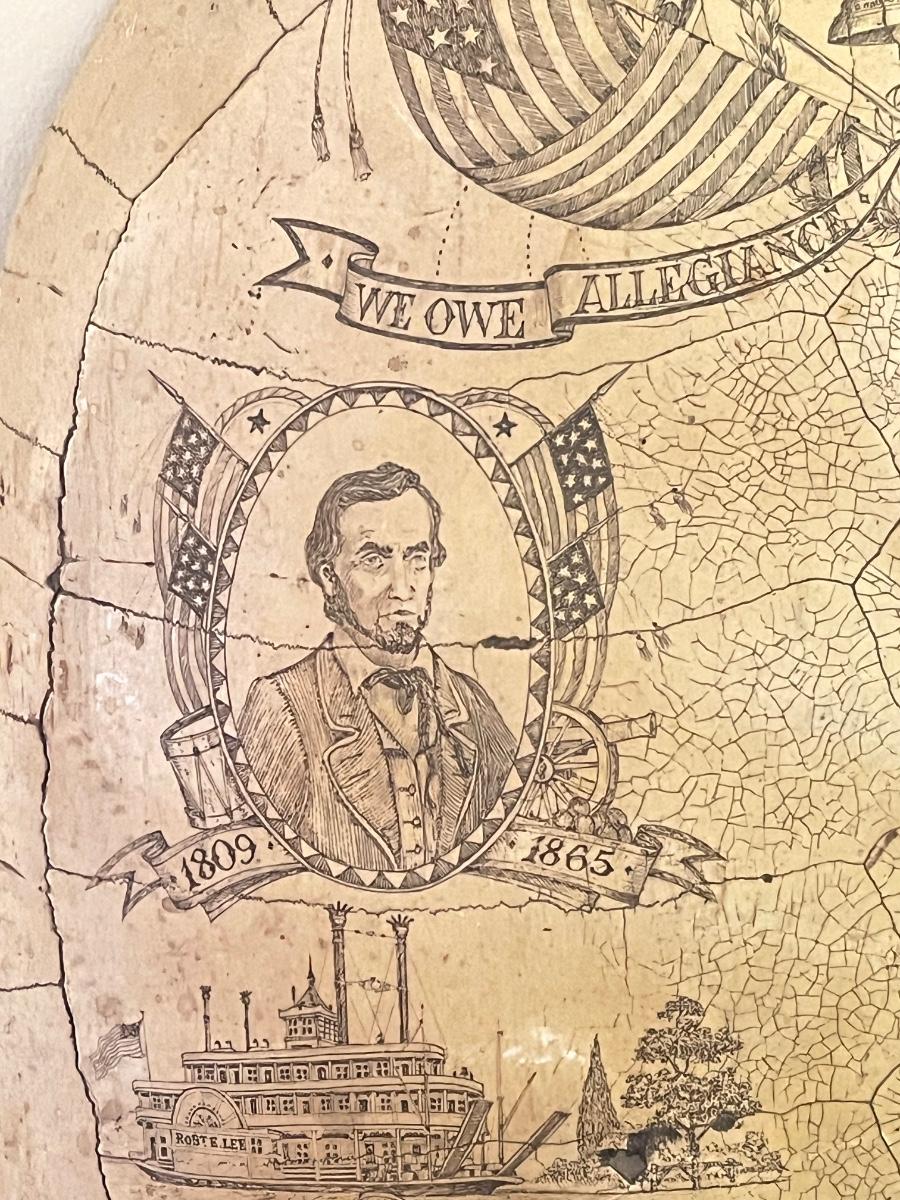 WE OWE ALLEGIANCE
1809
1865
ROBT E. LEE